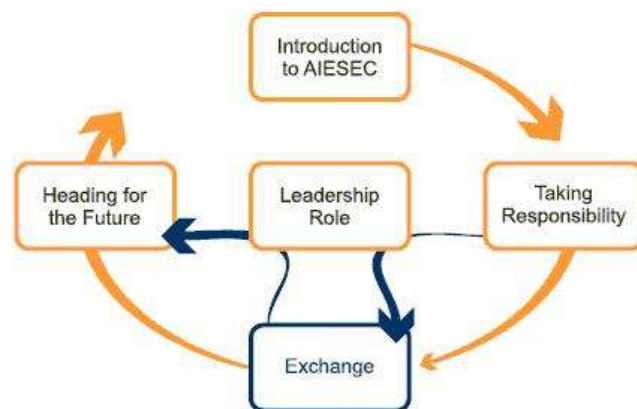 Introduction
to AIESEC
Heading for
the Future
Leadership
Role
Taking
Responsibility
Exchange